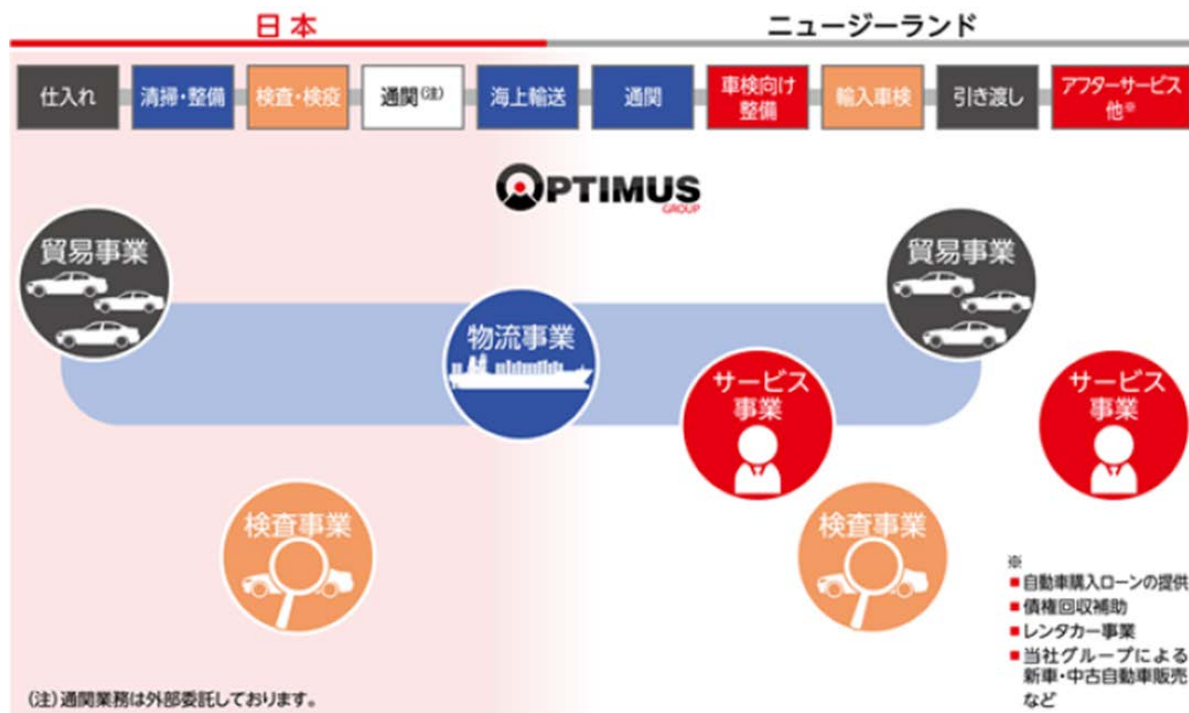 日本
ニュージーランド
仕入れ
清掃・整備
検査・検疫
通関(注)
海上輸送
通関
車検向け
整備
輸入車検
引き渡し
アフターサービス
他※
OPTIMUS
GROUP
貿易事業
貿易事業
物流事業
サービス
事業
サービス
事業
検査事業
検査事業
※
■自動車購入ローンの提供
■債権回収補助
■レンタカー事業
■当社グループによる
新車・中古自動車販売
など
(注)通関業務は外部委託しております。